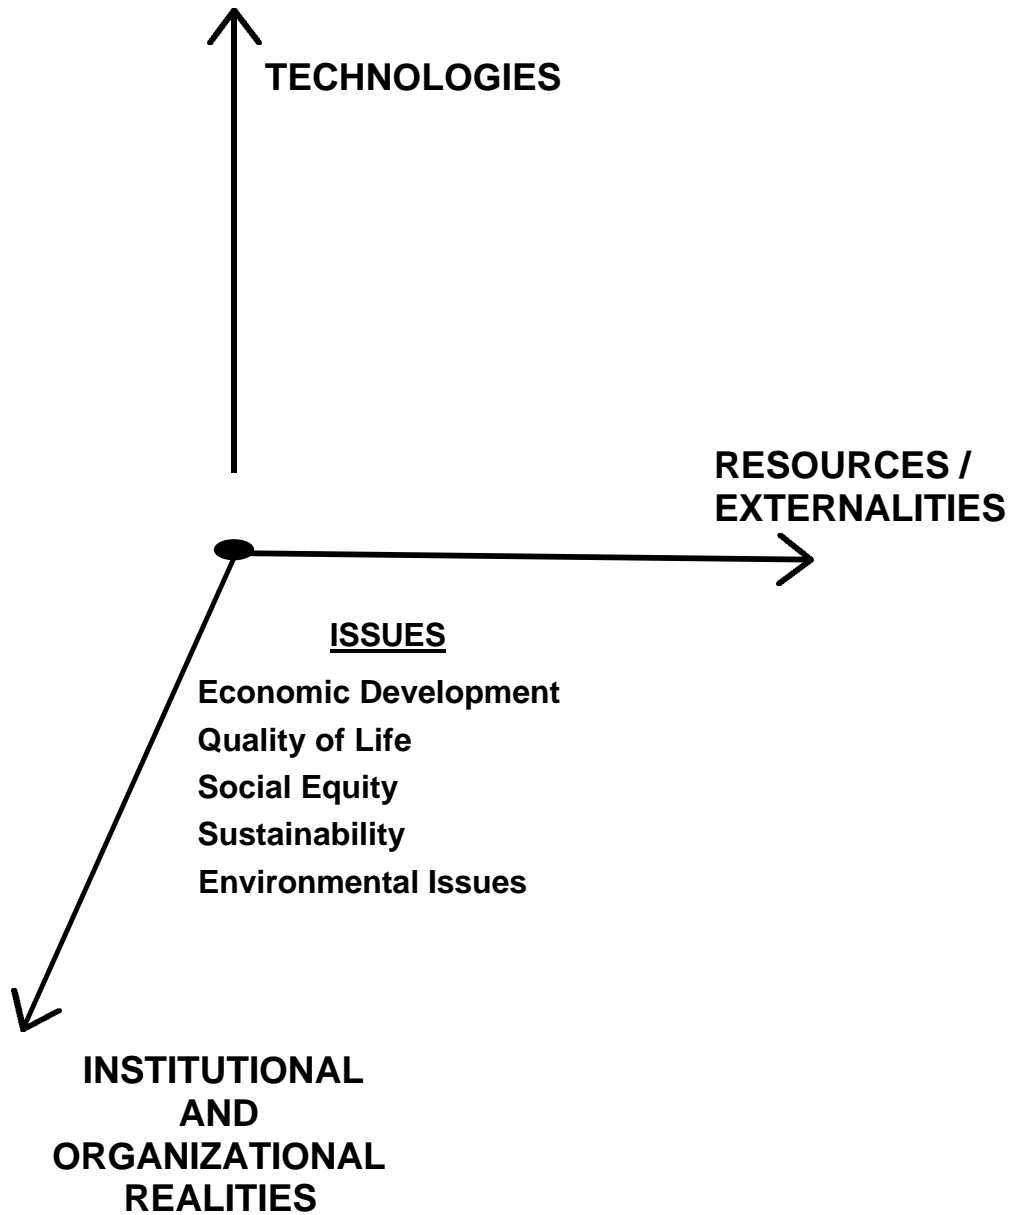 TECHNOLOGIES
RESOURCES /
EXTERNALITIES
ISSUES
Economic Development
Quality of Life
Social Equity
Sustainability
Environmental Issues
INSTITUTIONAL
AND
ORGANIZATIONAL
REALITIES